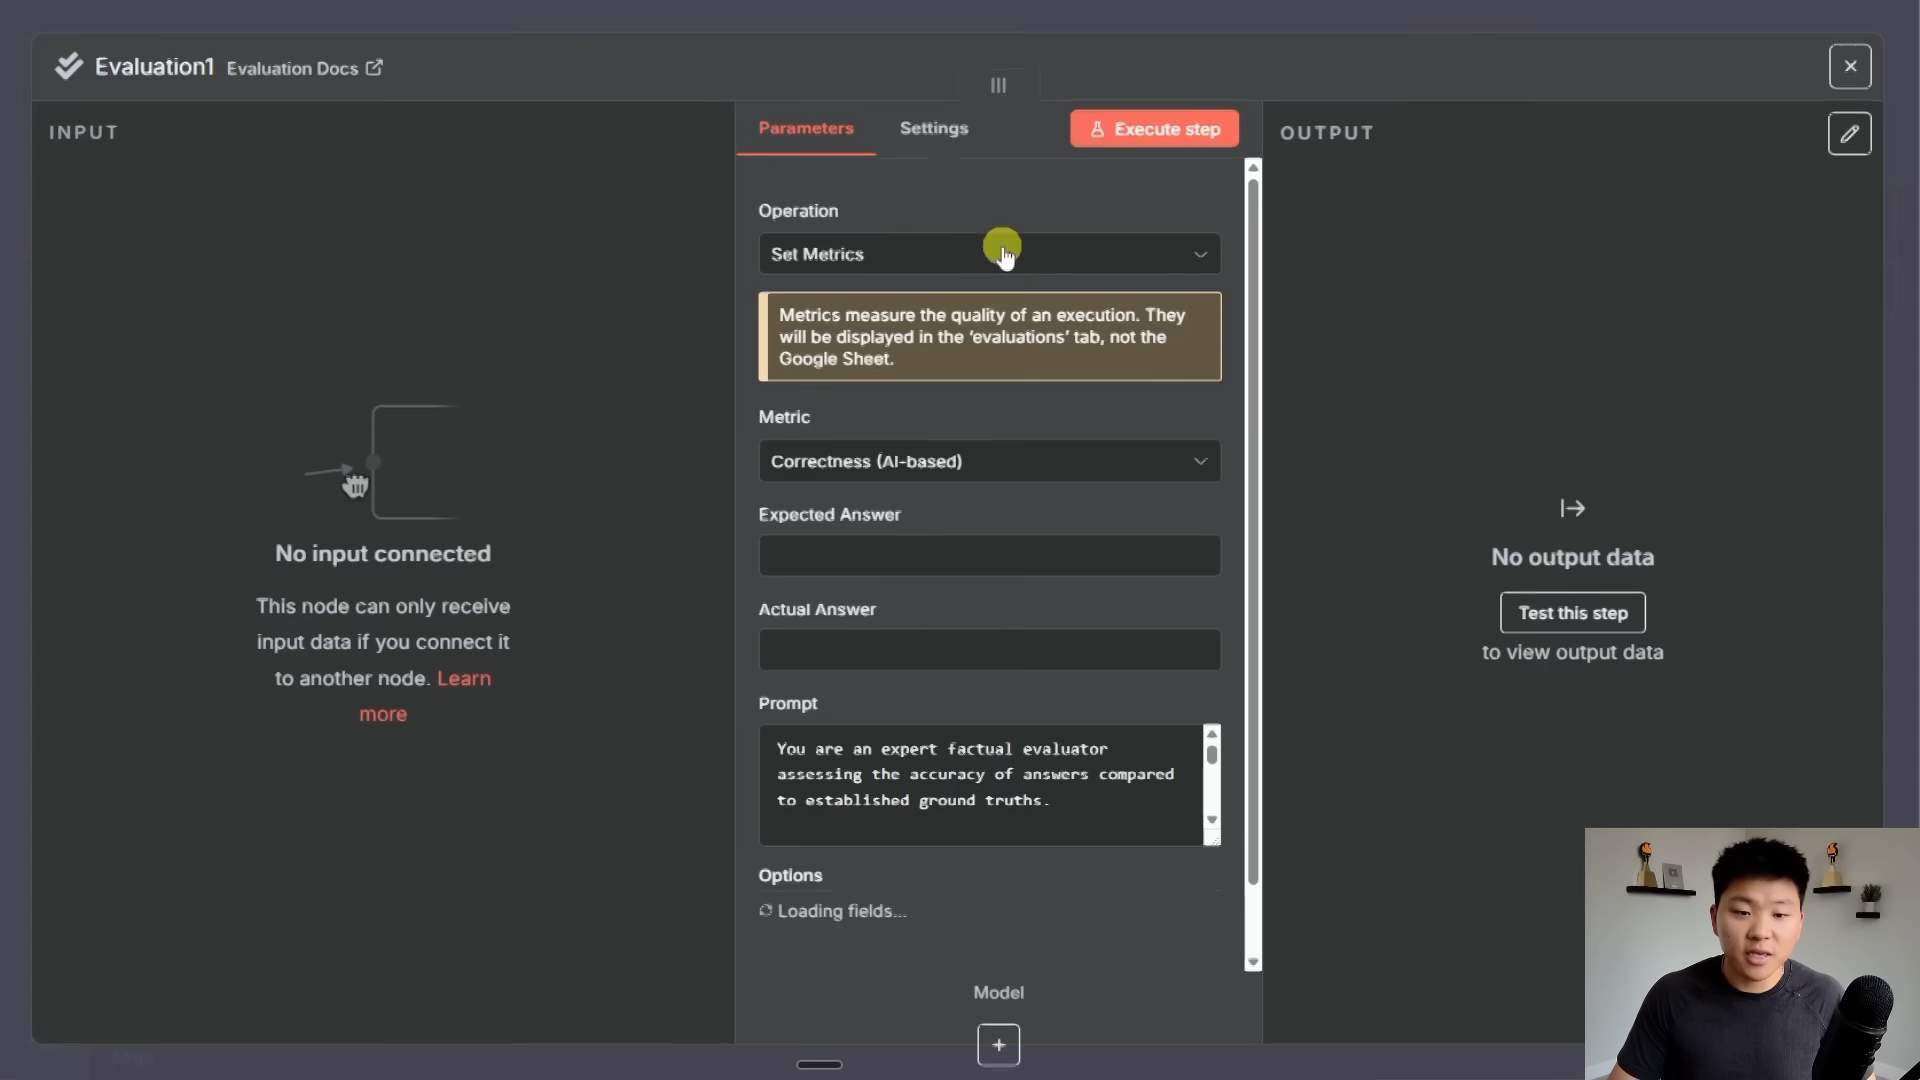 Evaluation1 Evaluation Docs
INPUT
Parameters
Settings
Execute step
OUTPUT
Operation
Set Metrics
Metrics measure the quality of an execution. They
will be displayed in the ‘evaluations’ tab, not the
Google Sheet.
Metric
Correctness (AI-based)
Expected Answer
Actual Answer
Prompt
You are an expert factual evaluator
assessing the accuracy of answers compared
to established ground truths.
Options
Loading fields...
Model
No input connected
This node can only receive
input data if you connect it
to another node. Learn
more
No output data
Test this step
to view output data